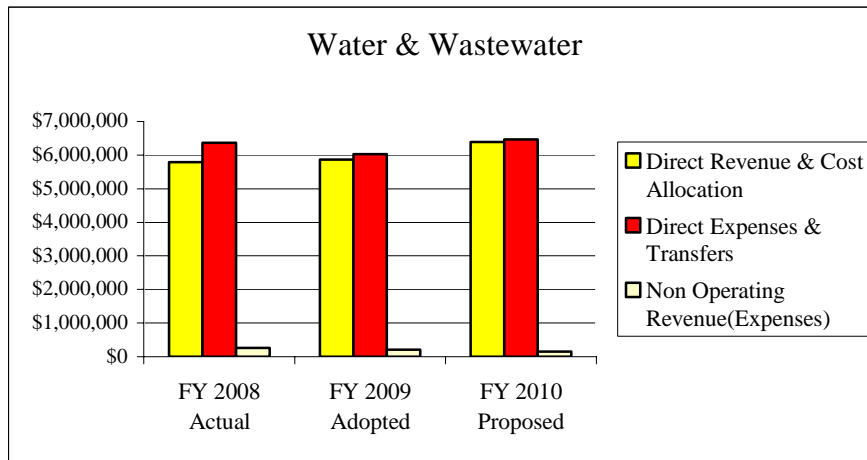 Water & Wastewater
$7,000,000
$6,000,000
$5,000,000
$4,000,000
$3,000,000
$2,000,000
$1,000,000
$0
FY 2008
Actual
FY 2009
Adopted
FY 2010
Proposed
Direct Revenue & Cost
Allocation
Direct Expenses &
Transfers
Non Operating
Revenue(Expenses)